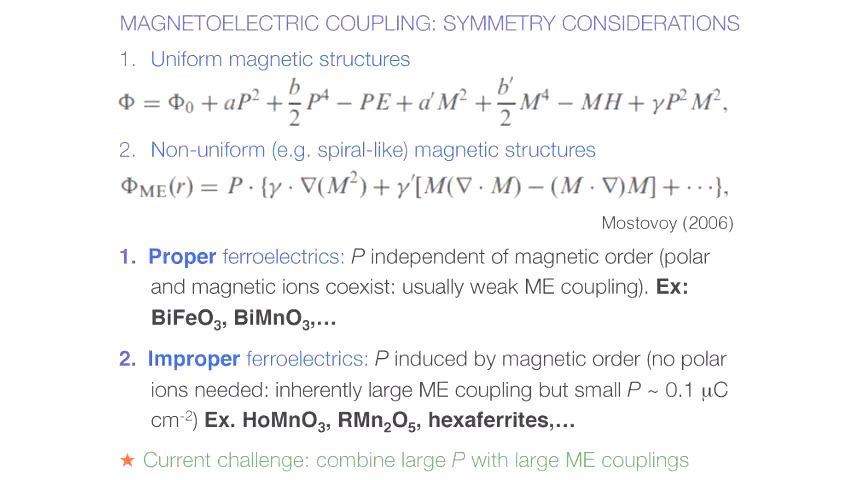 MAGNETOELECTRIC COUPLING: SYMMETRY CONSIDERATIONS
1. Uniform magnetic structures
Φ = Φ₀ + aP² + b/2 P⁴ − PE + a′M² + b′/2 M⁴ − MH + γP²M²,
2. Non-uniform (e.g. spiral-like) magnetic structures
Φ_ME(r) = P · {γ · ∇(M²) + γ′[M(∇ · M) − (M · ∇)M] + ···},
Mostovoy (2006)
1. Proper ferroelectrics: P independent of magnetic order (polar
and magnetic ions coexist: usually weak ME coupling). Ex:
BiFeO₃, BiMnO₃,...
2. Improper ferroelectrics: P induced by magnetic order (no polar
ions needed: inherently large ME coupling but small P ~ 0.1 μC
cm⁻²) Ex. HoMnO₃, RMn₂O₅, hexaferrites,...
★ Current challenge: combine large P with large ME couplings